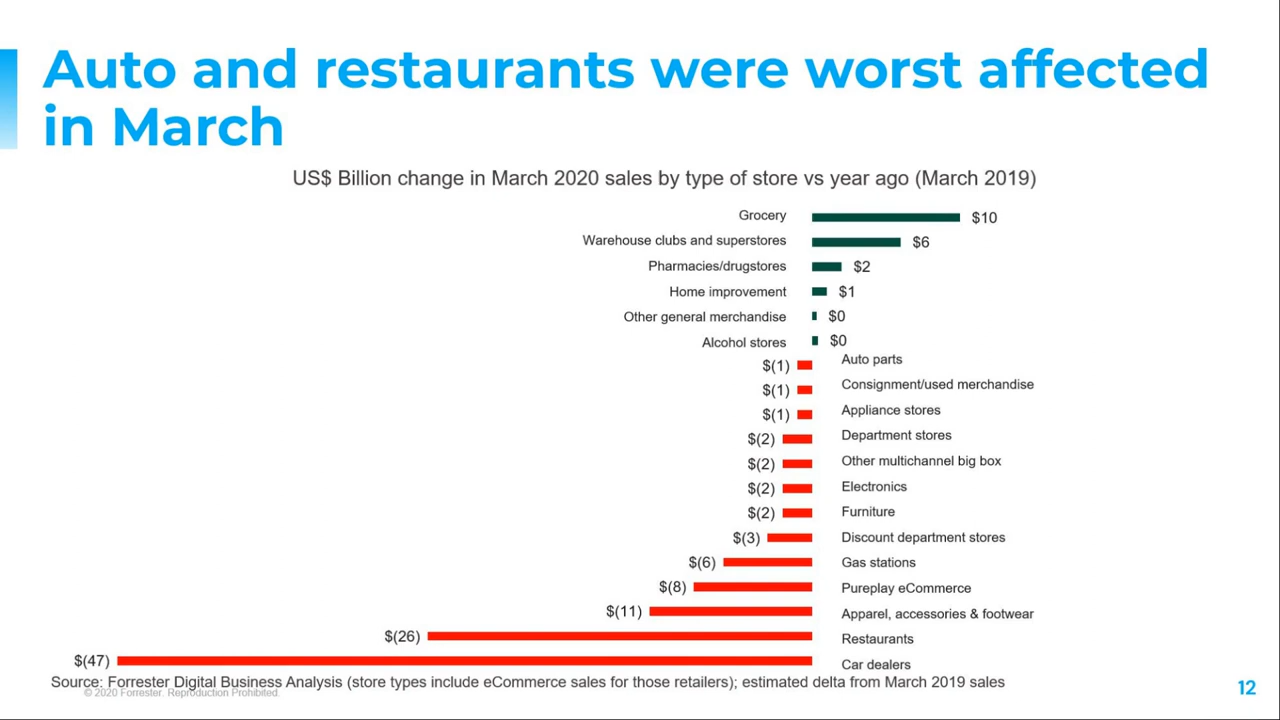 Auto and restaurants were worst affected
in March
US$ Billion change in March 2020 sales by type of store vs year ago (March 2019)
Grocery $10
Warehouse clubs and superstores $6
Pharmacies/drugstores $2
Home improvement $1
Other general merchandise $0
Alcohol stores $0
$(1) Auto parts
$(1) Consignment/used merchandise
$(1) Appliance stores
$(2) Department stores
$(2) Other multichannel big box
$(2) Electronics
$(2) Furniture
$(3) Discount department stores
$(6) Gas stations
$(8) Pureplay eCommerce
$(11) Apparel, accessories & footwear
$(26) Restaurants
$(47) Car dealers
Source: Forrester Digital Business Analysis (store types include eCommerce sales for those retailers); estimated delta from March 2019 sales
© 2020 Forrester. Reproduction Prohibited.
12